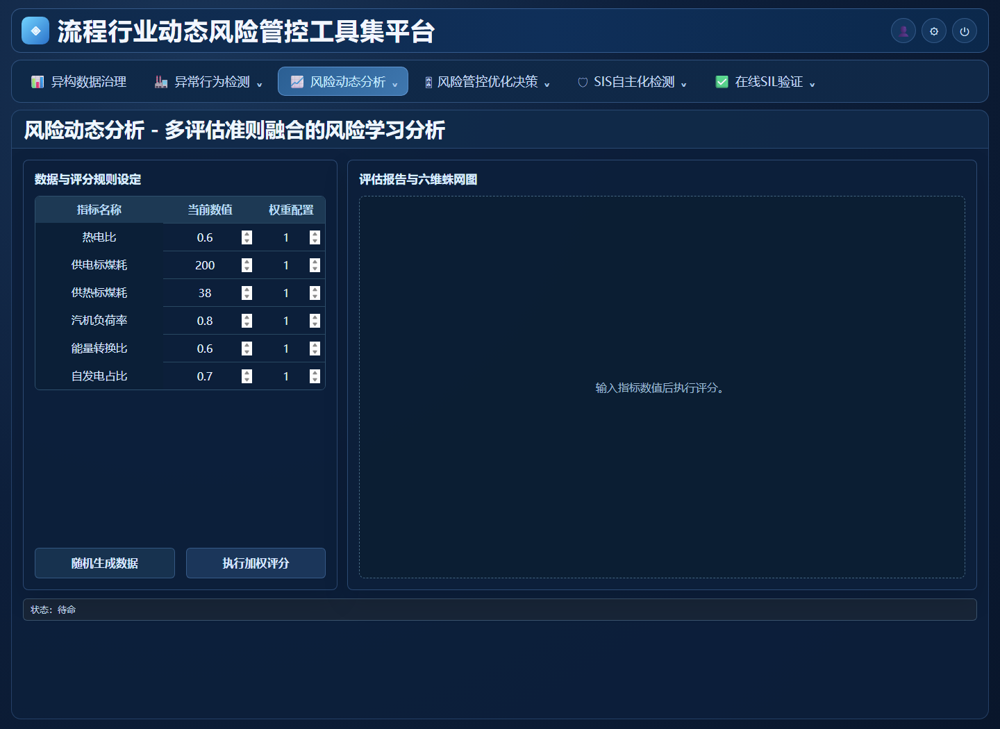 流程行业动态风险管控工具集平台
异构数据治理 异常行为检测 风险动态分析 风险管控优化决策 SIS自主化检测 在线SIL验证
风险动态分析 - 多评估准则融合的风险学习分析
数据与评分规则设定
指标名称 当前数值 权重配置
热电比 0.6 1
供电标煤耗 200 1
供热标煤耗 38 1
汽机负荷率 0.8 1
能量转换比 0.6 1
自发电占比 0.7 1
随机生成数据 执行加权评分
评估报告与六维蛛网图
输入指标数值后执行评分。
状态：待命